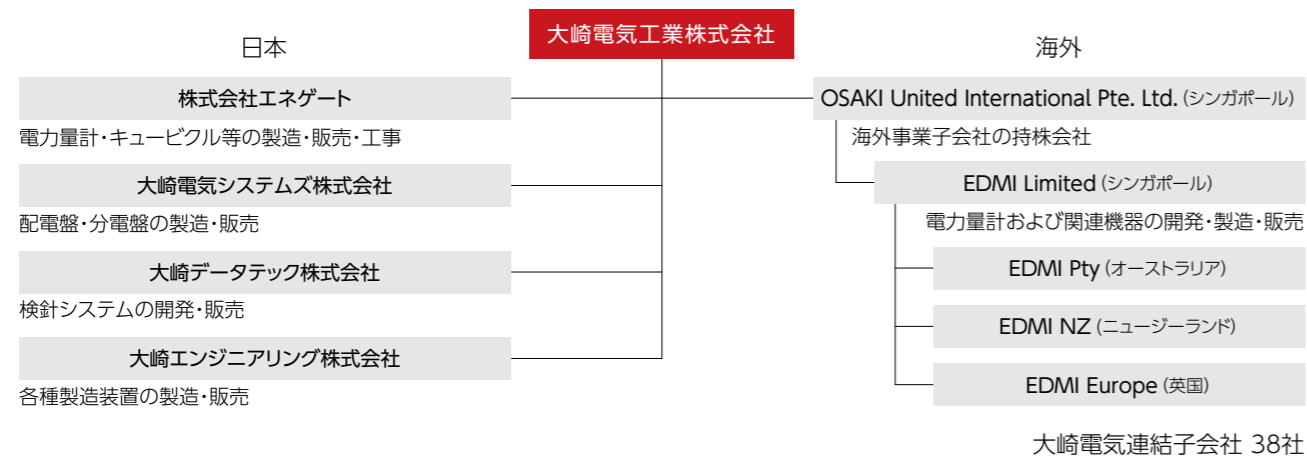 大崎電気工業株式会社
日本
株式会社エネゲート
電力量計・キュービクル等の製造・販売・工事
大崎電気システムズ株式会社
配電盤・分電盤の製造・販売
大崎データテック株式会社
検針システムの開発・販売
大崎エンジニアリング株式会社
各種製造装置の製造・販売
海外
OSAKI United International Pte. Ltd. (シンガポール)
海外事業子会社の持株会社
EDMI Limited (シンガポール)
電力量計および関連機器の開発・製造・販売
EDMI Pty (オーストラリア)
EDMI NZ (ニュージーランド)
EDMI Europe (英国)
大崎電気連結子会社 38社